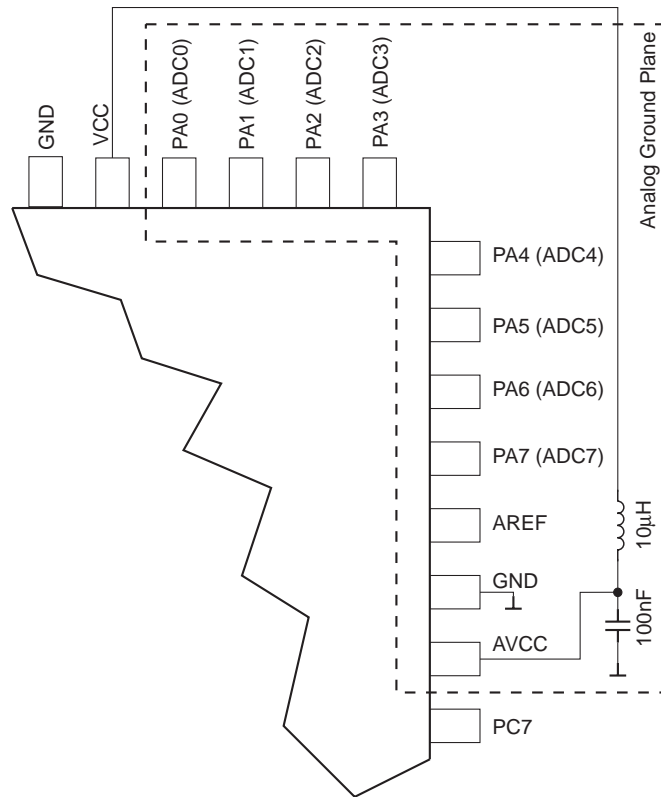 GND
VCC
PA0 (ADC0)
PA1 (ADC1)
PA2 (ADC2)
PA3 (ADC3)
Analog Ground Plane
PA4 (ADC4)
PA5 (ADC5)
PA6 (ADC6)
PA7 (ADC7)
AREF
10µH
GND
AVCC
100nF
PC7